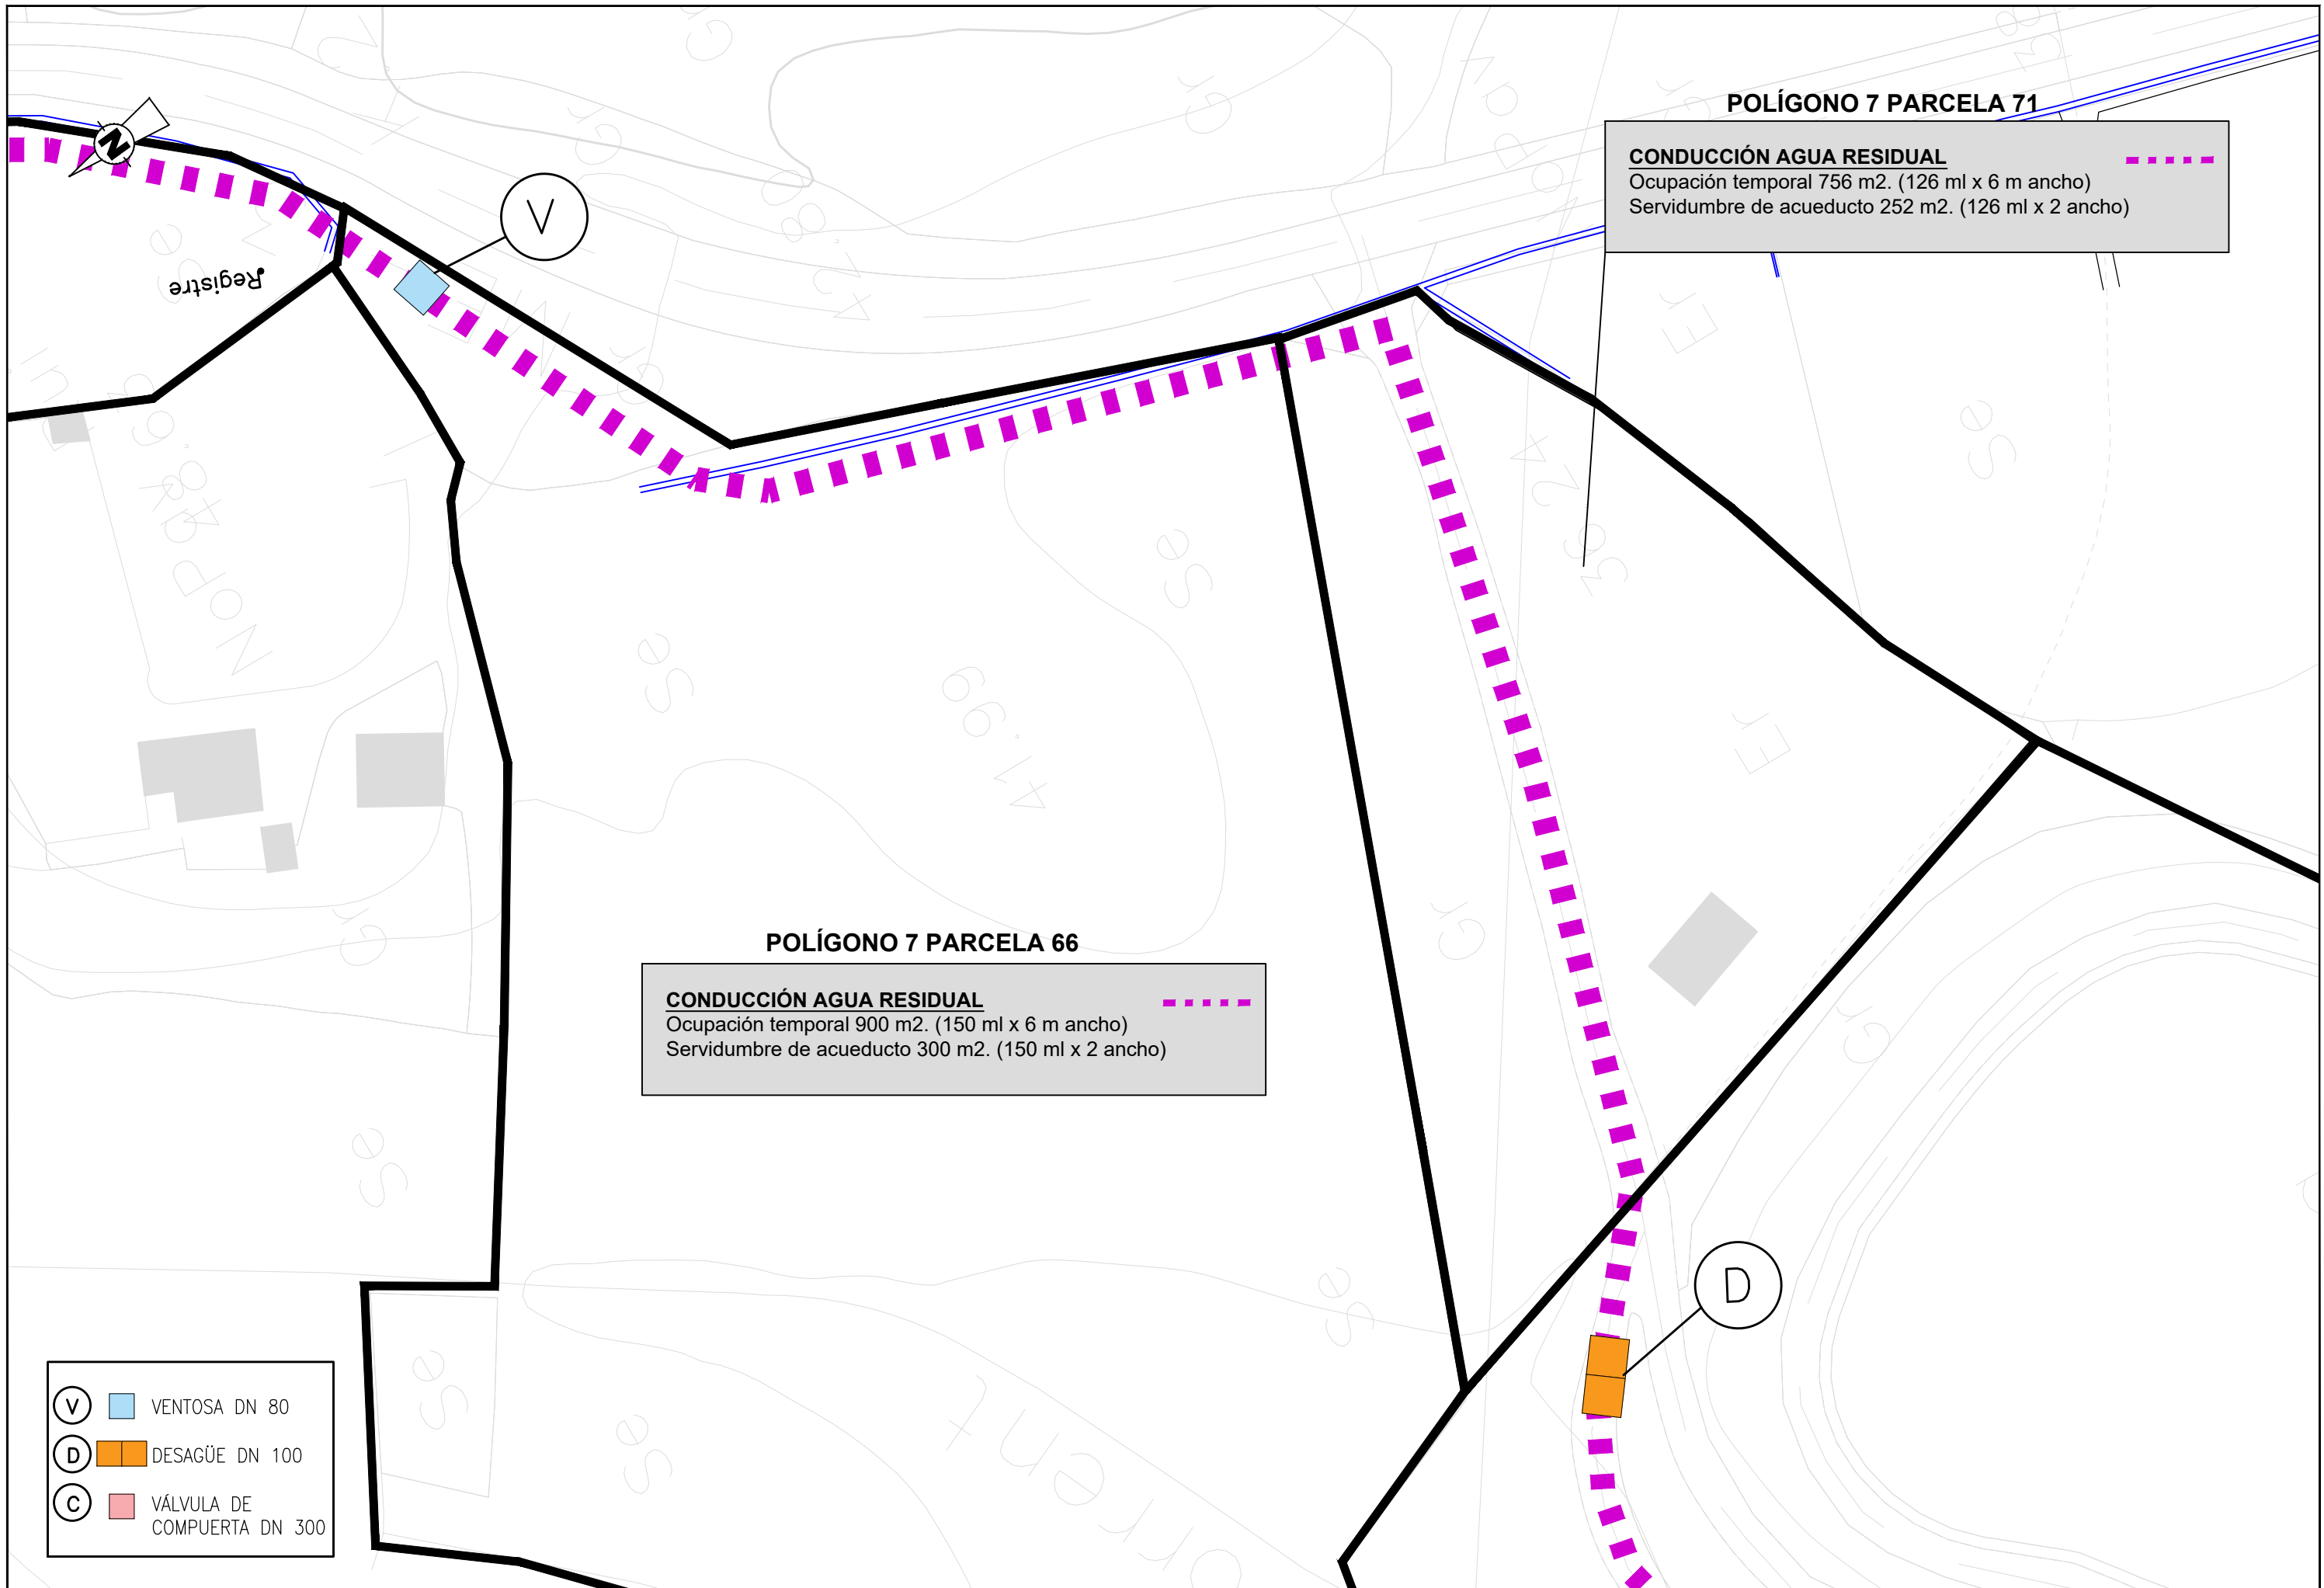 POLÍGONO 7 PARCELA 71
CONDUCCIÓN AGUA RESIDUAL
Ocupación temporal 756 m2. (126 ml x 6 m ancho)
Servidumbre de acueducto 252 m2. (126 ml x 2 ancho)
N
V
Registre
POLÍGONO 7 PARCELA 66
CONDUCCIÓN AGUA RESIDUAL
Ocupación temporal 900 m2. (150 ml x 6 m ancho)
Servidumbre de acueducto 300 m2. (150 ml x 2 ancho)
D
V VENTOSA DN 80
D DESAGÜE DN 100
C VÁLVULA DE
COMPUERTA DN 300